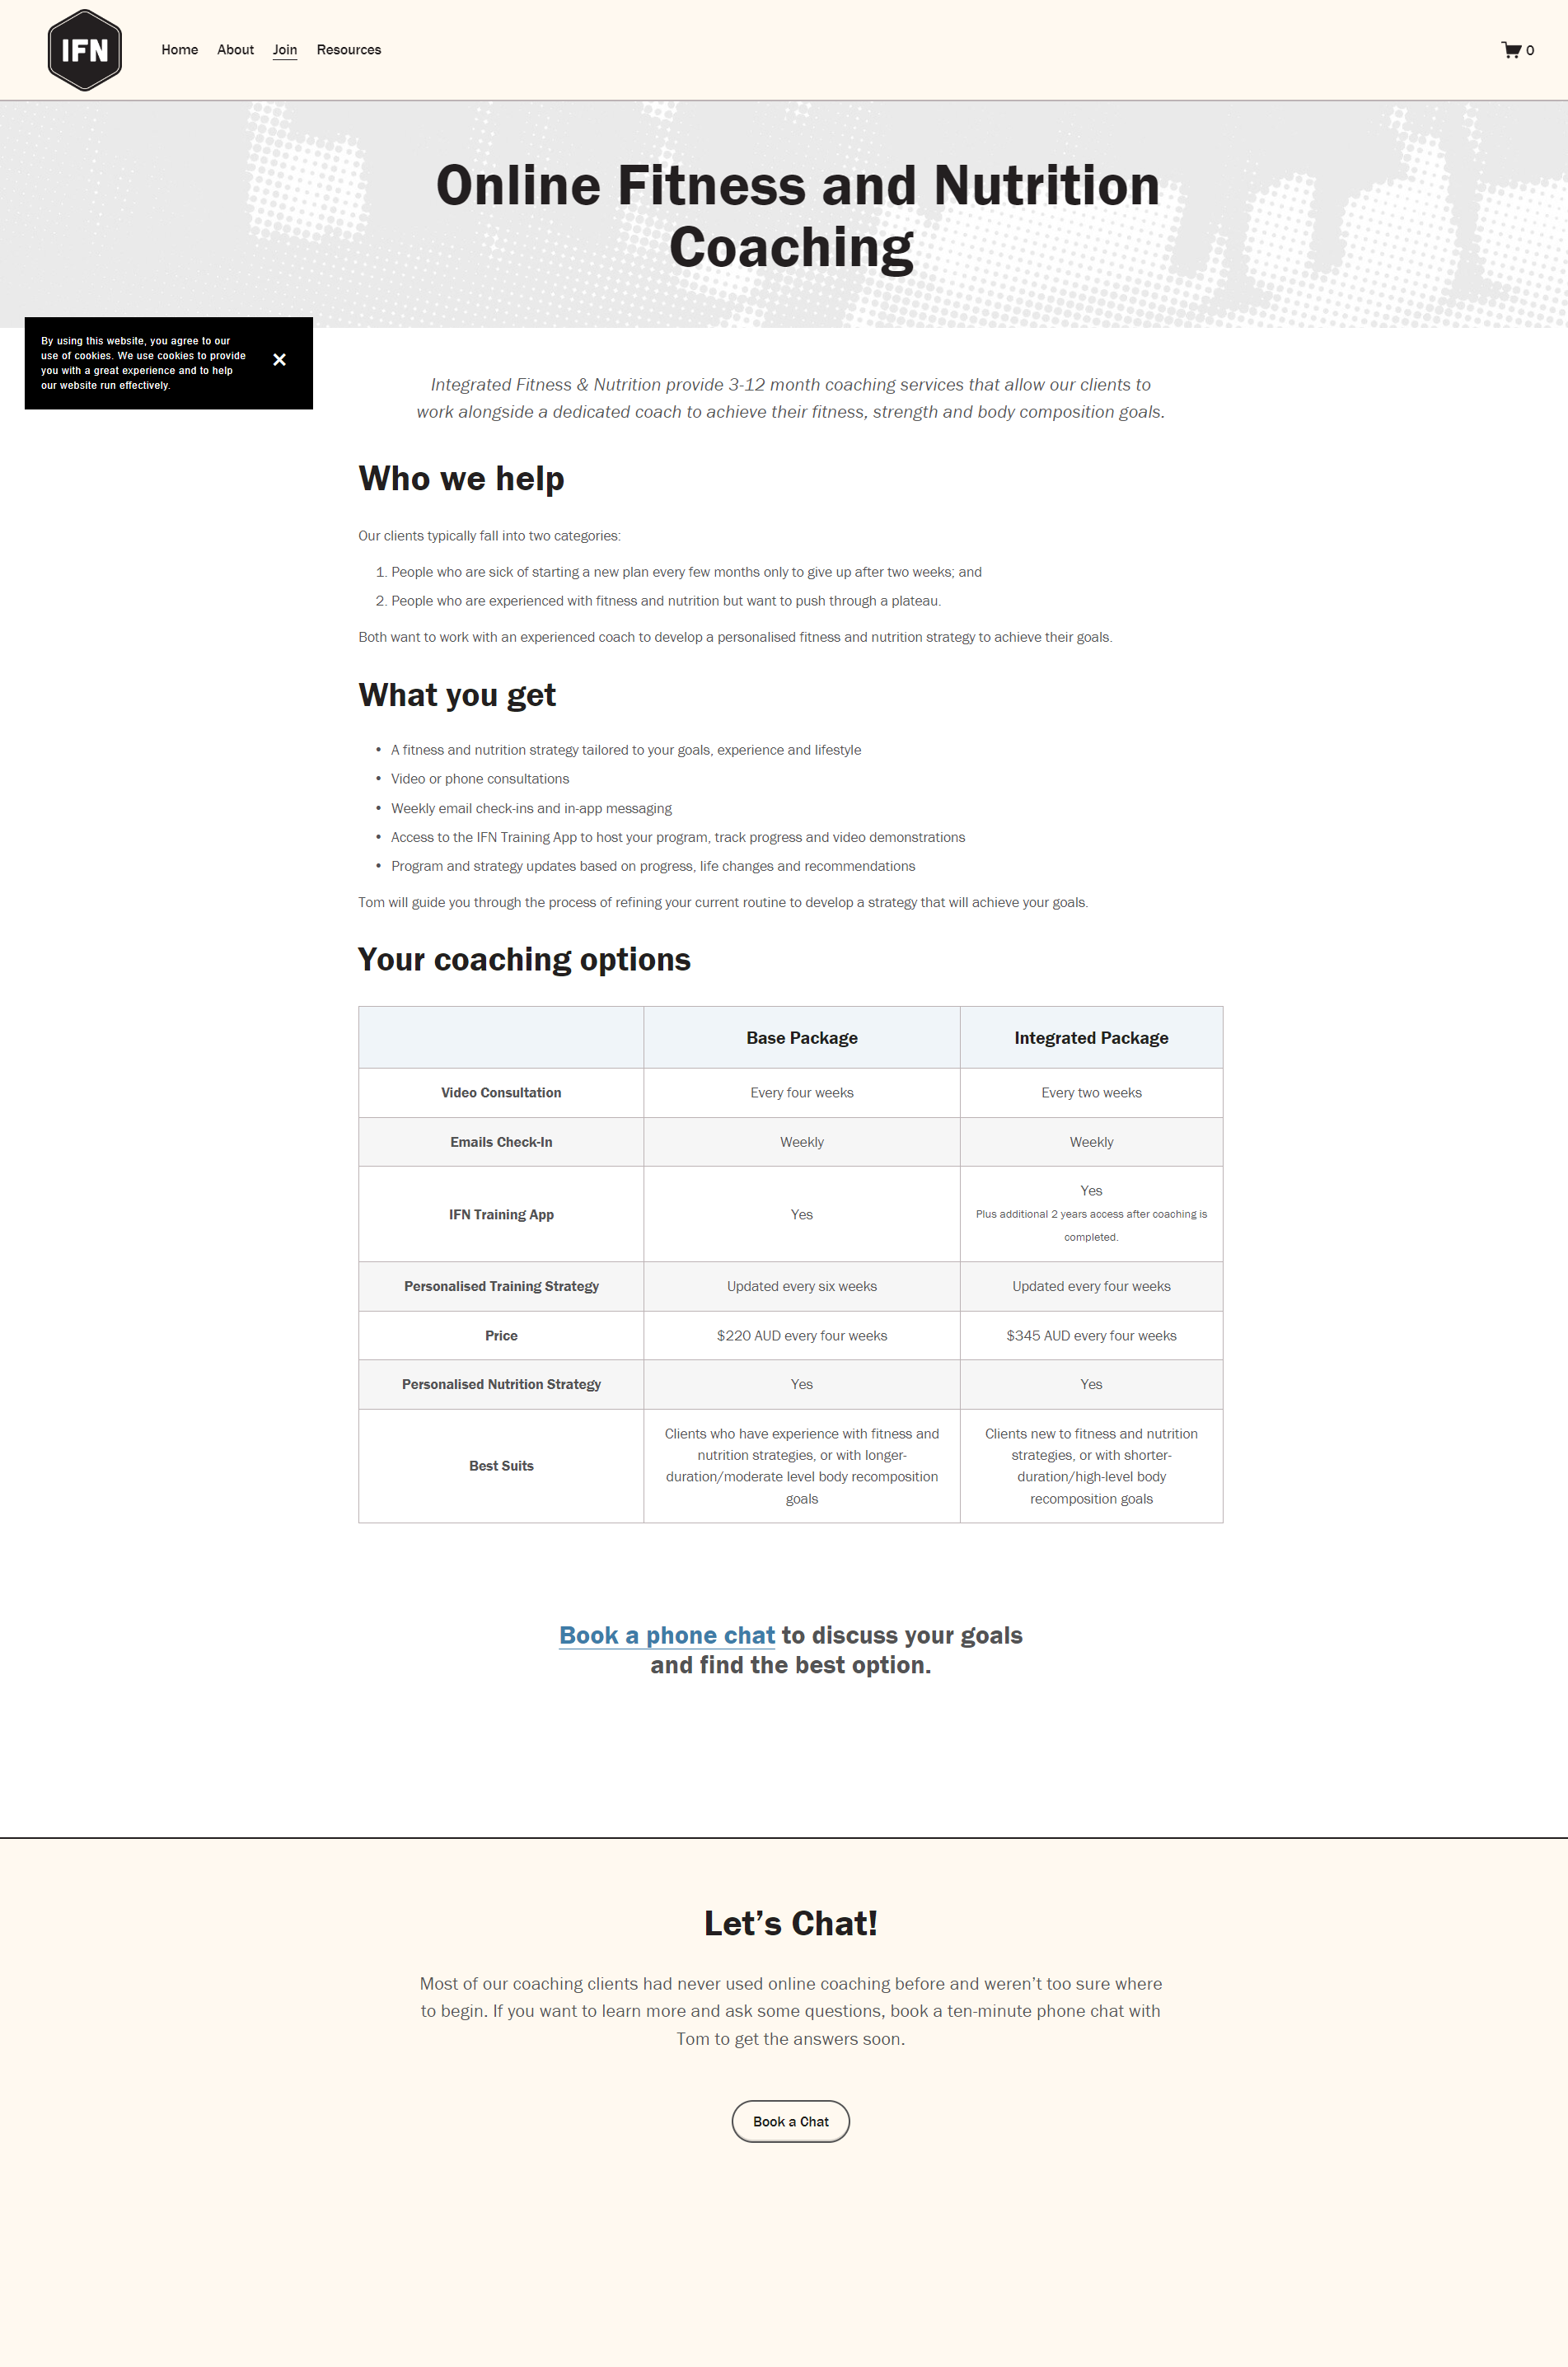 IFN
Home
About
Join
Resources
0
Online Fitness and Nutrition
Coaching
By using this website, you agree to our
use of cookies. We use cookies to provide
you with a great experience and to help
our website run effectively.
✕
Integrated Fitness & Nutrition provide 3-12 month coaching services that allow our clients to
work alongside a dedicated coach to achieve their fitness, strength and body composition goals.
Who we help
Our clients typically fall into two categories:
1. People who are sick of starting a new plan every few months only to give up after two weeks; and
2. People who are experienced with fitness and nutrition but want to push through a plateau.
Both want to work with an experienced coach to develop a personalised fitness and nutrition strategy to achieve their goals.
What you get
• A fitness and nutrition strategy tailored to your goals, experience and lifestyle
• Video or phone consultations
• Weekly email check-ins and in-app messaging
• Access to the IFN Training App to host your program, track progress and video demonstrations
• Program and strategy updates based on progress, life changes and recommendations
Tom will guide you through the process of refining your current routine to develop a strategy that will achieve your goals.
Your coaching options
Base Package
Integrated Package
Video Consultation
Every four weeks
Every two weeks
Emails Check-In
Weekly
Weekly
IFN Training App
Yes
Yes
Plus additional 2 years access after coaching is
completed.
Personalised Training Strategy
Updated every six weeks
Updated every four weeks
Price
$220 AUD every four weeks
$345 AUD every four weeks
Personalised Nutrition Strategy
Yes
Yes
Best Suits
Clients who have experience with fitness and
nutrition strategies, or with longer-
duration/moderate level body recomposition
goals
Clients new to fitness and nutrition
strategies, or with shorter-
duration/high-level body
recomposition goals
Book a phone chat to discuss your goals
and find the best option.
Let’s Chat!
Most of our coaching clients had never used online coaching before and weren’t too sure where
to begin. If you want to learn more and ask some questions, book a ten-minute phone chat with
Tom to get the answers soon.
Book a Chat